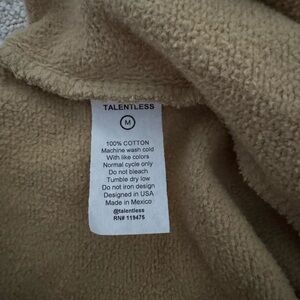 TALENTLESS
M
100% COTTON
Machine wash cold
With like colors
Normal cycle only
Do not bleach
Tumble dry low
Do not iron design
Designed in USA
Made in Mexico
@talentless
RN# 119475